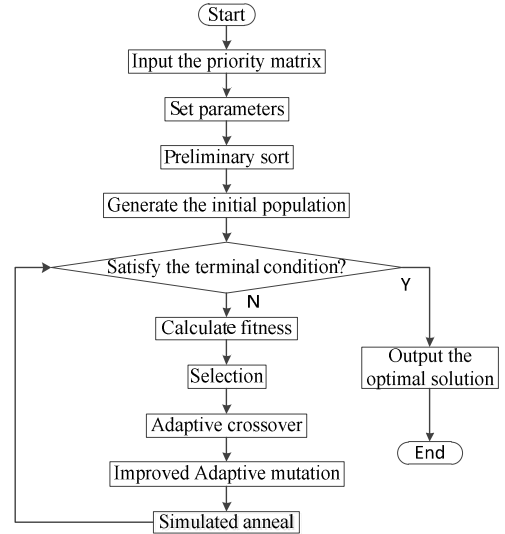 Start
Input the priority matrix
Set parameters
Preliminary sort
Generate the initial population
Satisfy the terminal condition?
Y
N
Calculate fitness
Output the
optimal solution
Selection
Adaptive crossover
End
Improved Adaptive mutation
Simulated anneal